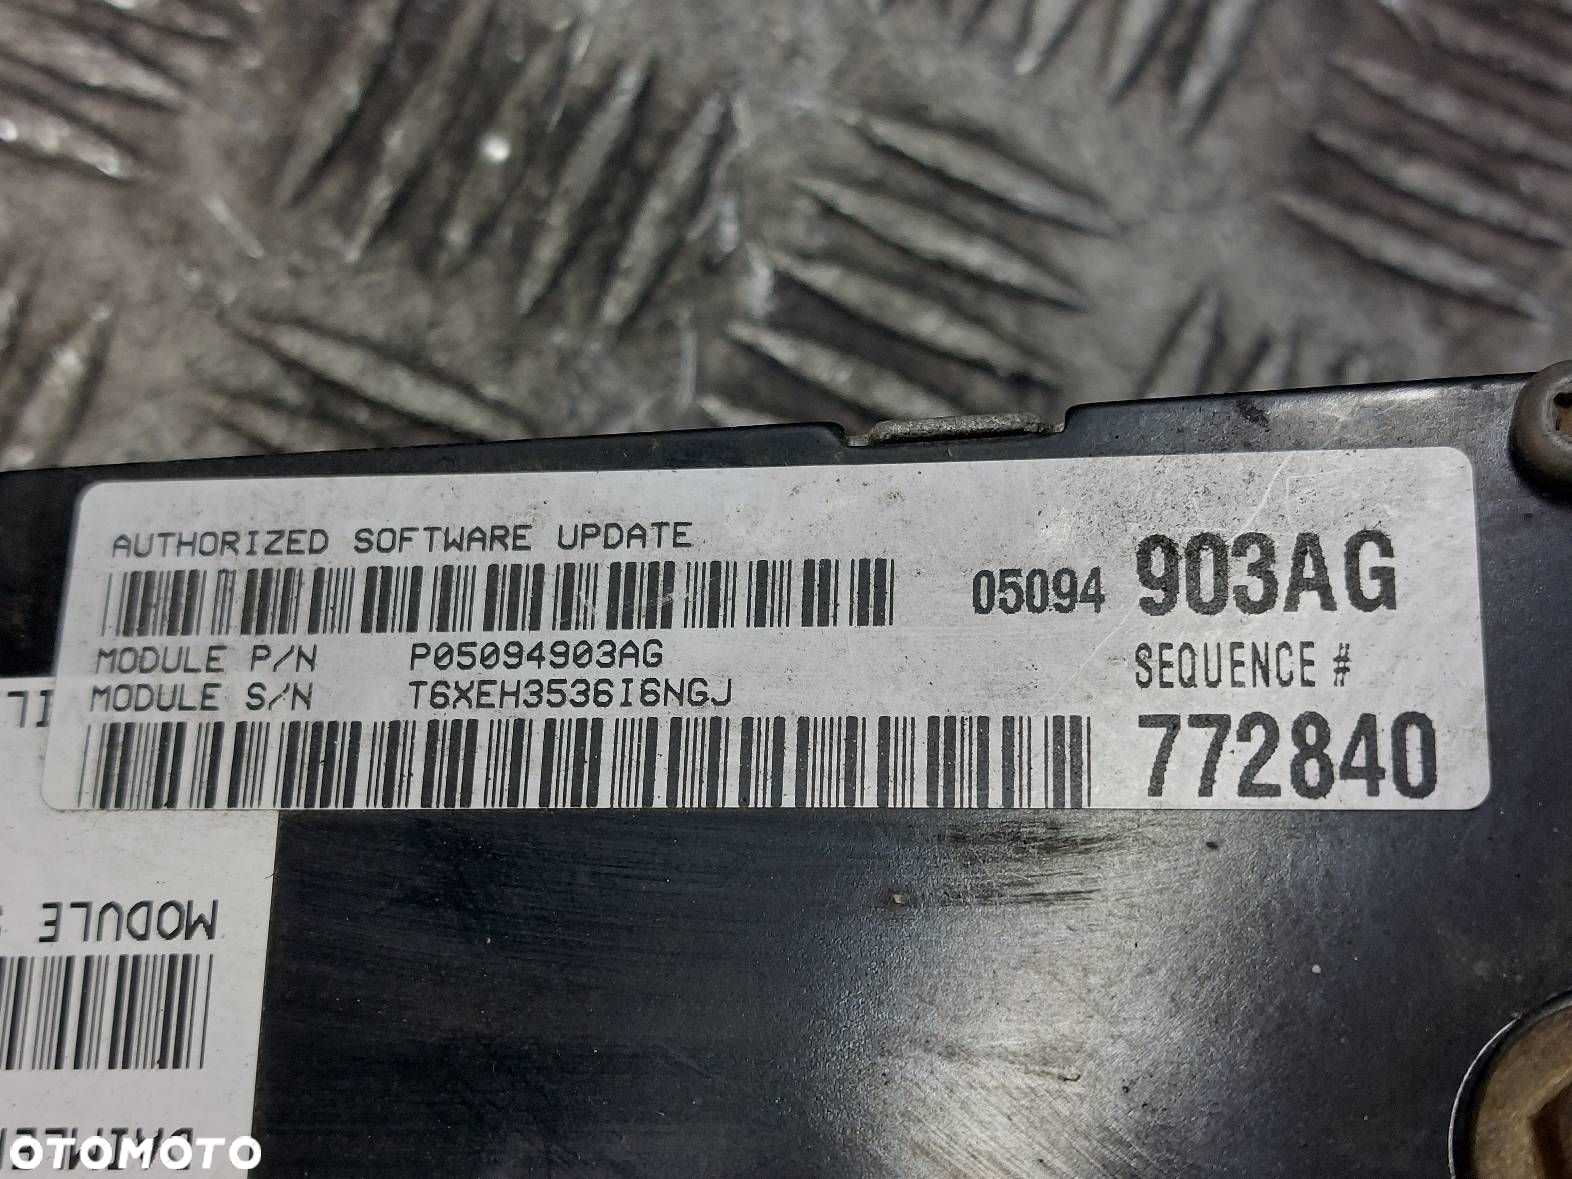 AUTHORIZED SOFTWARE UPDATE
05094 903AG
MODULE P/N P05094903AG
MODULE S/N T6XEH3536I6NGJ
SEQUENCE #
772840
MODULE
OTOMOTO